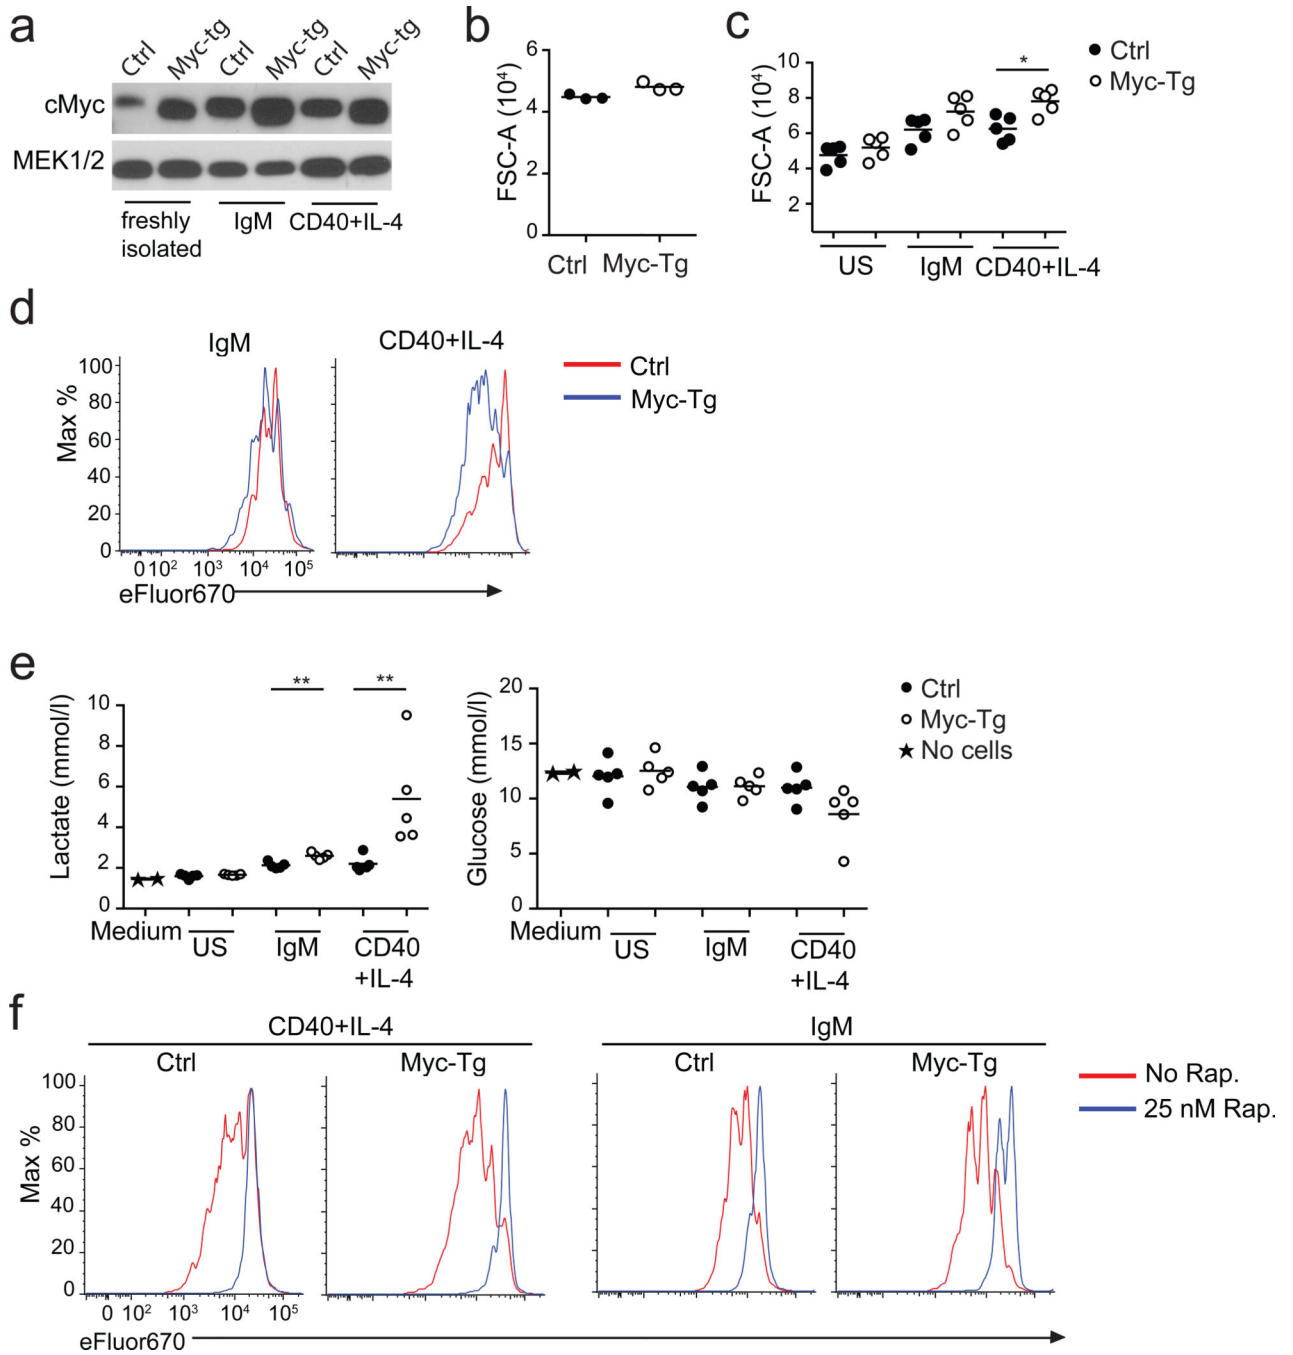 a
Ctrl Myc-tg Ctrl Myc-tg Ctrl Myc-tg
cMyc
MEK1/2
freshly
isolated
IgM
CD40+IL-4
b
FSC-A (10⁴)
6
4
2
0
Ctrl Myc-Tg
c
FSC-A (10⁴)
10
8
6
4
2
*
US IgM CD40+IL-4
Ctrl
Myc-Tg
d
IgM
CD40+IL-4
Max %
100
80
60
40
20
0
0 10² 10³ 10⁴ 10⁵
eFluor670
Ctrl
Myc-Tg
e
Lactate (mmol/l)
10
8
6
4
2
0
** **
Medium US IgM CD40
+IL-4
Glucose (mmol/l)
20
15
10
5
0
Medium US IgM CD40
+IL-4
Ctrl
Myc-Tg
No cells
f
CD40+IL-4
IgM
Ctrl Myc-Tg Ctrl Myc-Tg
Max %
100
80
60
40
20
0
0 10² 10³ 10⁴ 10⁵
eFluor670
No Rap.
25 nM Rap.